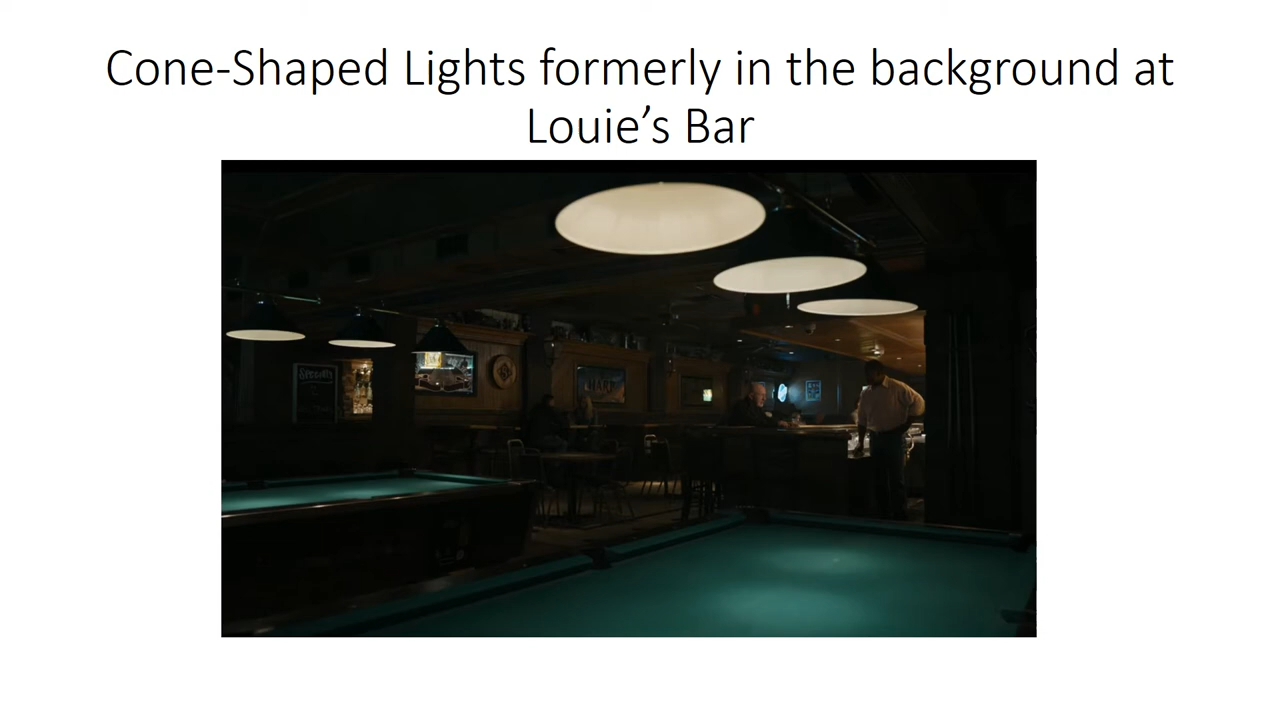 Cone-Shaped Lights formerly in the background at
Louie’s Bar